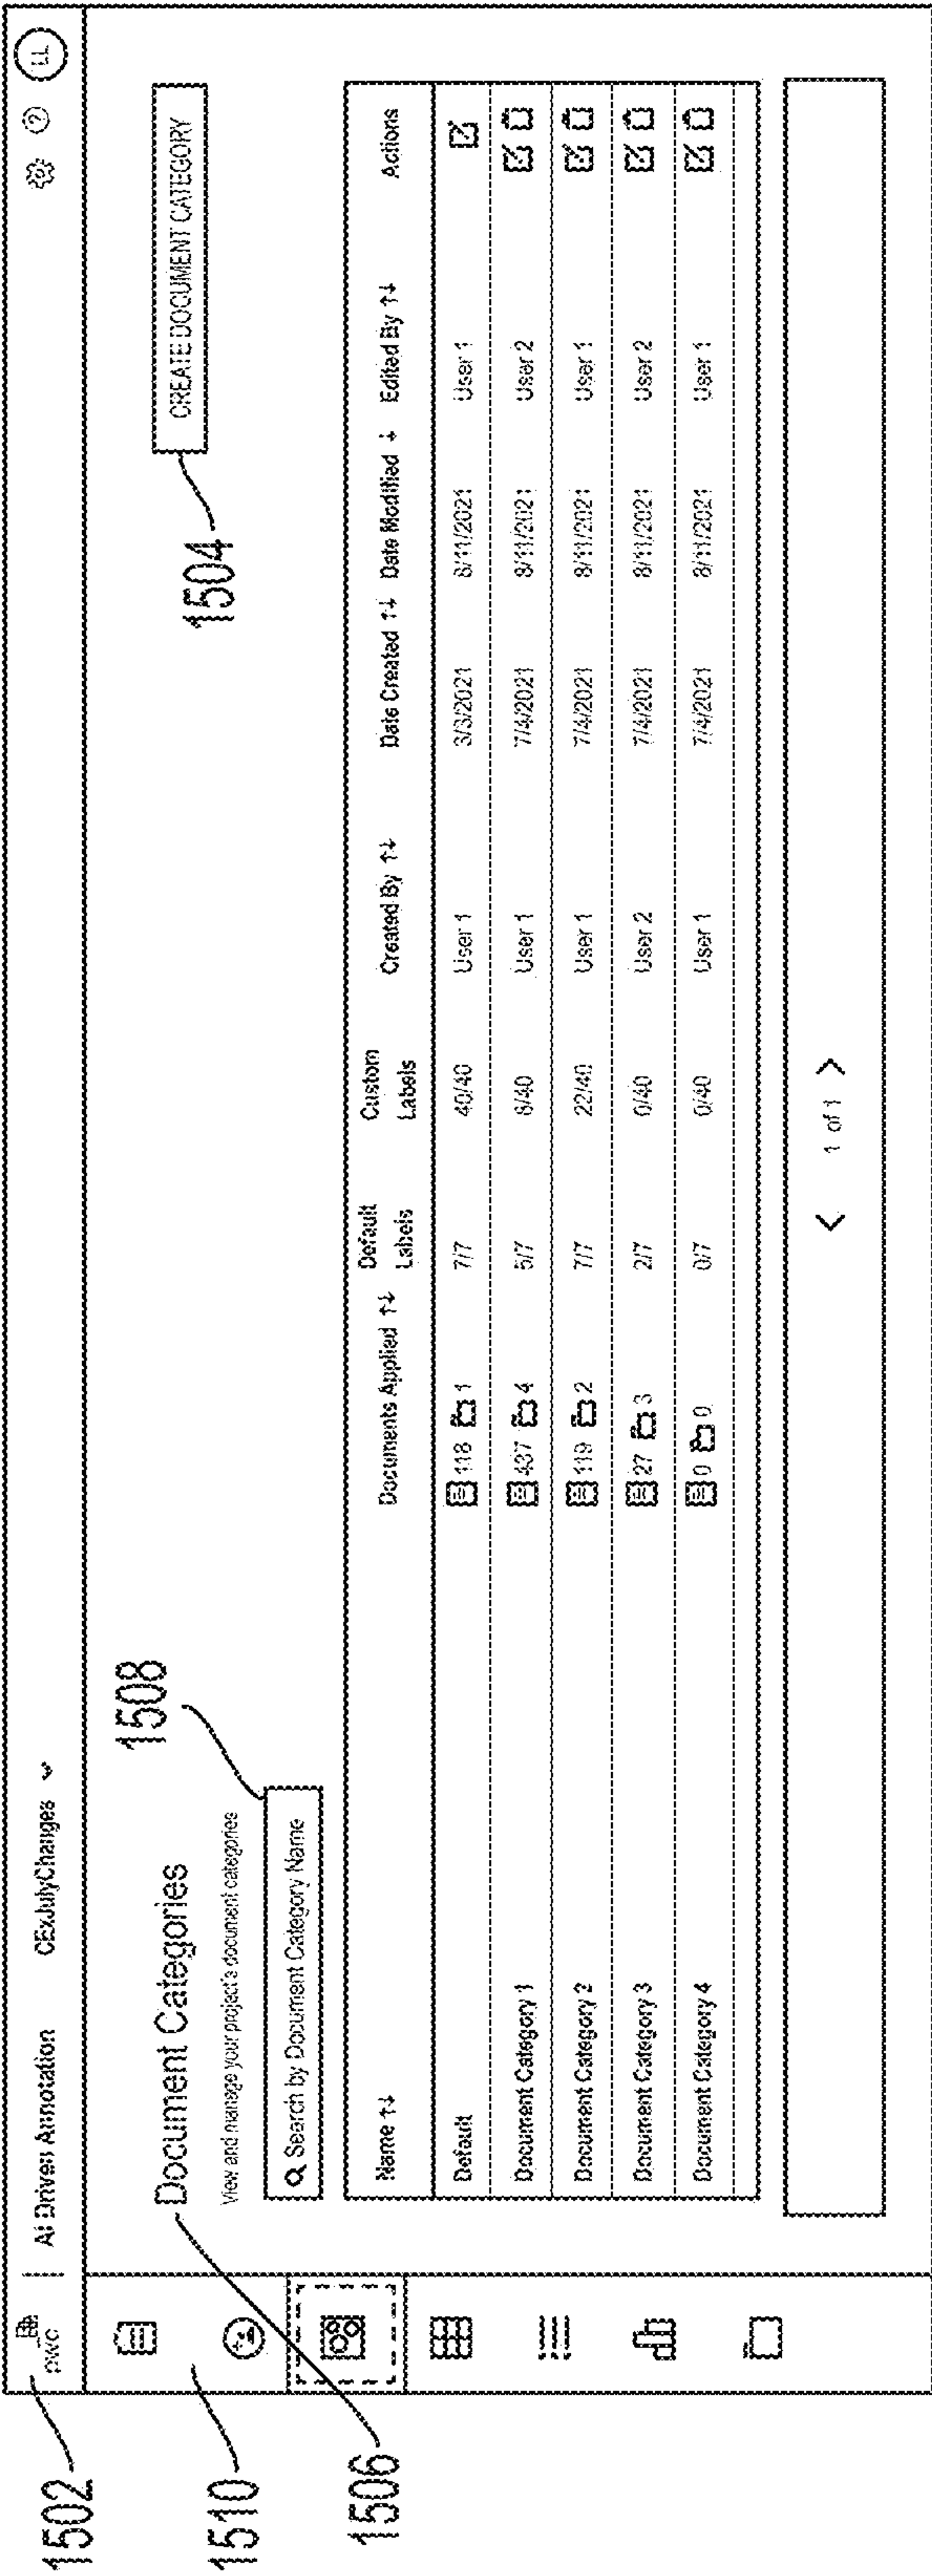 1502
pwc
AI Driven Annotation
CExJulyChanges
LL
1510
1506
Document Categories
View and manage your project's document categories
1508
Search by Document Category Name
1504
CREATE DOCUMENT CATEGORY
Name ↑↓ Documents Applied ↑↓ Default Labels Custom Labels Created By ↑↓ Date Created ↑↓ Date Modified ↓ Edited By ↑↓ Actions
Default 118 1 7/7 40/40 User 1 3/3/2021 8/11/2021 User 1
Document Category 1 437 4 5/7 8/40 User 1 7/4/2021 8/11/2021 User 2
Document Category 2 119 2 7/7 22/40 User 1 7/4/2021 8/11/2021 User 1
Document Category 3 27 3 2/7 0/40 User 2 7/4/2021 8/11/2021 User 2
Document Category 4 0 0 0/7 0/40 User 1 7/4/2021 8/11/2021 User 1
< 1 of 1 >